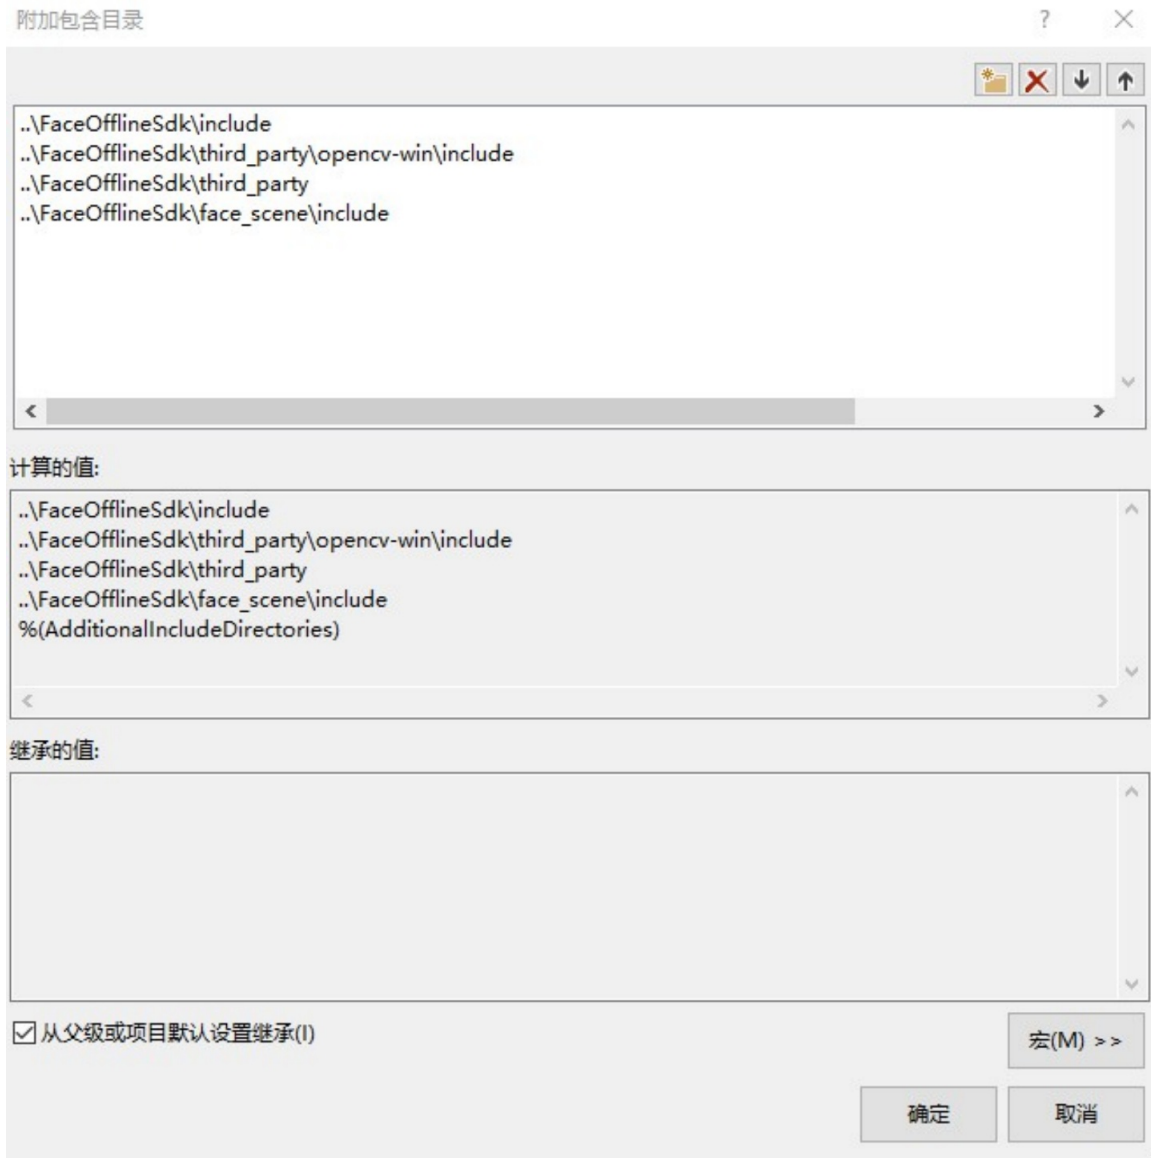 附加包含目录
..\FaceOfflineSdk\include
..\FaceOfflineSdk\third_party\opencv-win\include
..\FaceOfflineSdk\third_party
..\FaceOfflineSdk\face_scene\include
计算的值:
..\FaceOfflineSdk\include
..\FaceOfflineSdk\third_party\opencv-win\include
..\FaceOfflineSdk\third_party
..\FaceOfflineSdk\face_scene\include
%(AdditionalIncludeDirectories)
继承的值:
从父级或项目默认设置继承(I)
宏(M) >>
确定 取消